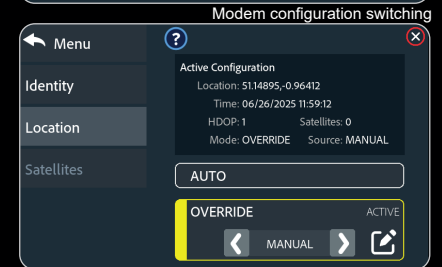 Modem configuration switching
Menu
?
Identity
Location
Satellites
Active Configuration
Location: 51.14895,-0.96412
Time: 06/26/2025 11:59:12
HDOP: 1 Satellites: 0
Mode: OVERRIDE Source: MANUAL
AUTO
OVERRIDE ACTIVE
MANUAL